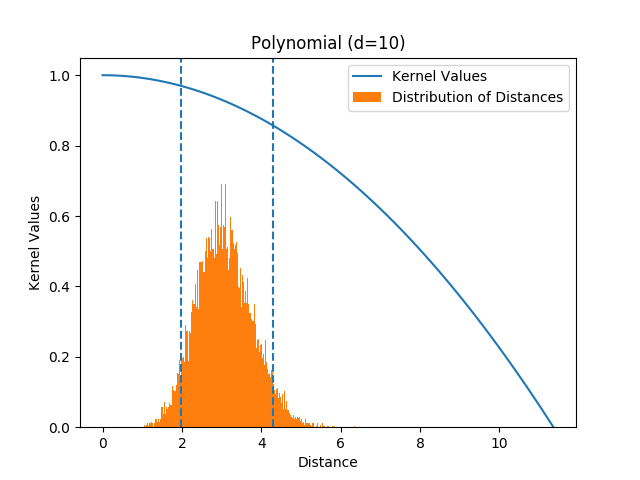 Polynomial (d=10)
Kernel Values
Distribution of Distances
1.0
0.8
0.6
0.4
0.2
0.0
Kernel Values
0
2
4
6
8
10
Distance